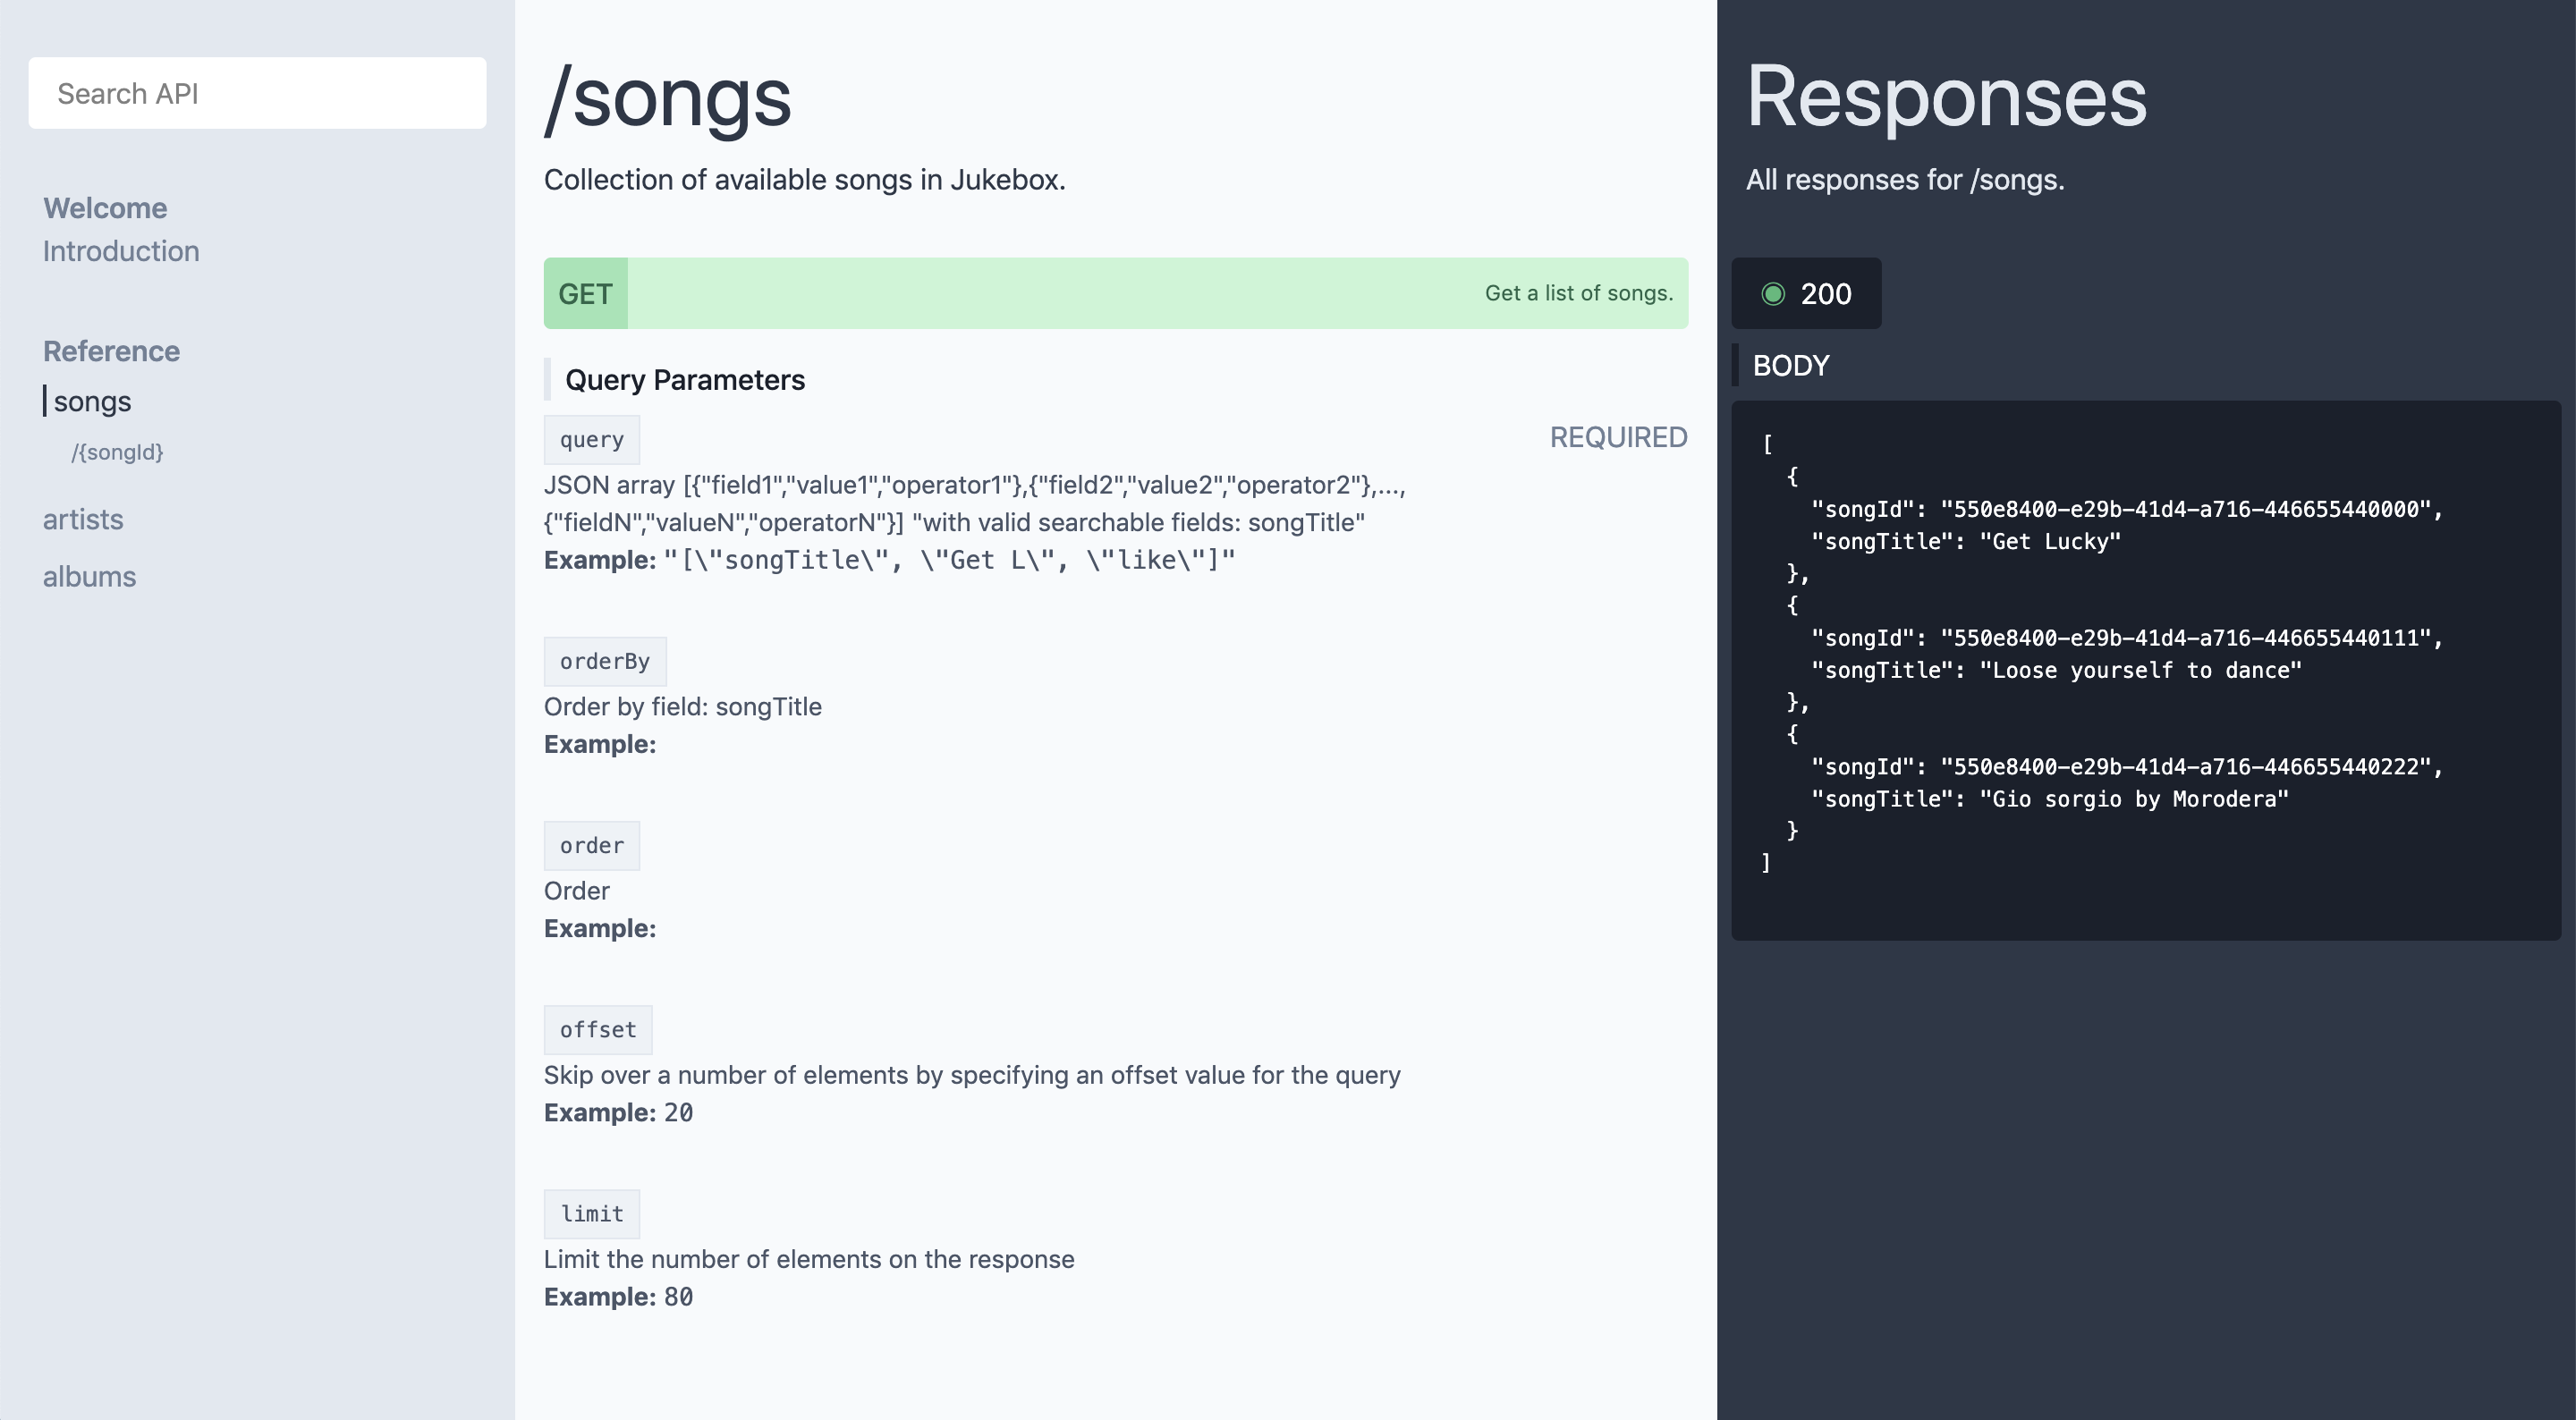 Search API
Welcome
Introduction
Reference
songs
/{songId}
artists
albums
/songs
Collection of available songs in Jukebox.
GET
Get a list of songs.
Query Parameters
query
REQUIRED
JSON array [{"field1","value1","operator1"},{"field2","value2","operator2"},...,
{"fieldN","valueN","operatorN"}] "with valid searchable fields: songTitle"
Example: "[\"songTitle\", \"Get L\", \"like\"]"
orderBy
Order by field: songTitle
Example:
order
Order
Example:
offset
Skip over a number of elements by specifying an offset value for the query
Example: 20
limit
Limit the number of elements on the response
Example: 80
Responses
All responses for /songs.
200
BODY
[
  {
    "songId": "550e8400-e29b-41d4-a716-446655440000",
    "songTitle": "Get Lucky"
  },
  {
    "songId": "550e8400-e29b-41d4-a716-446655440111",
    "songTitle": "Loose yourself to dance"
  },
  {
    "songId": "550e8400-e29b-41d4-a716-446655440222",
    "songTitle": "Gio sorgio by Morodera"
  }
]